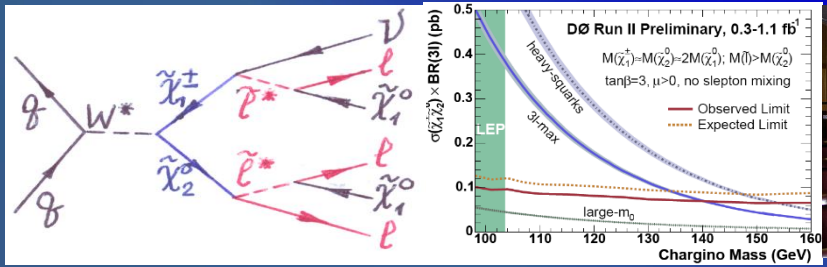 q
q
W*
χ̃₁±
χ̃₂⁰
ν
ℓ
χ̃₁⁰
ℓ̃*
ℓ̃*
ℓ
χ̃₁⁰
ℓ
DØ Run II Preliminary, 0.3-1.1 fb⁻¹
M(χ̃₁±)≈M(χ̃₂⁰)≈2M(χ̃₁⁰); M(l̃)>M(χ̃₂⁰)
tanβ=3, μ>0, no slepton mixing
Observed Limit
Expected Limit
heavy-squarks
3l-max
large-m₀
LEP
σ(χ̃₁±χ̃₂⁰) × BR(3l) (pb)
0.5
0.4
0.3
0.2
0.1
0
100 110 120 130 140 150 160
Chargino Mass (GeV)